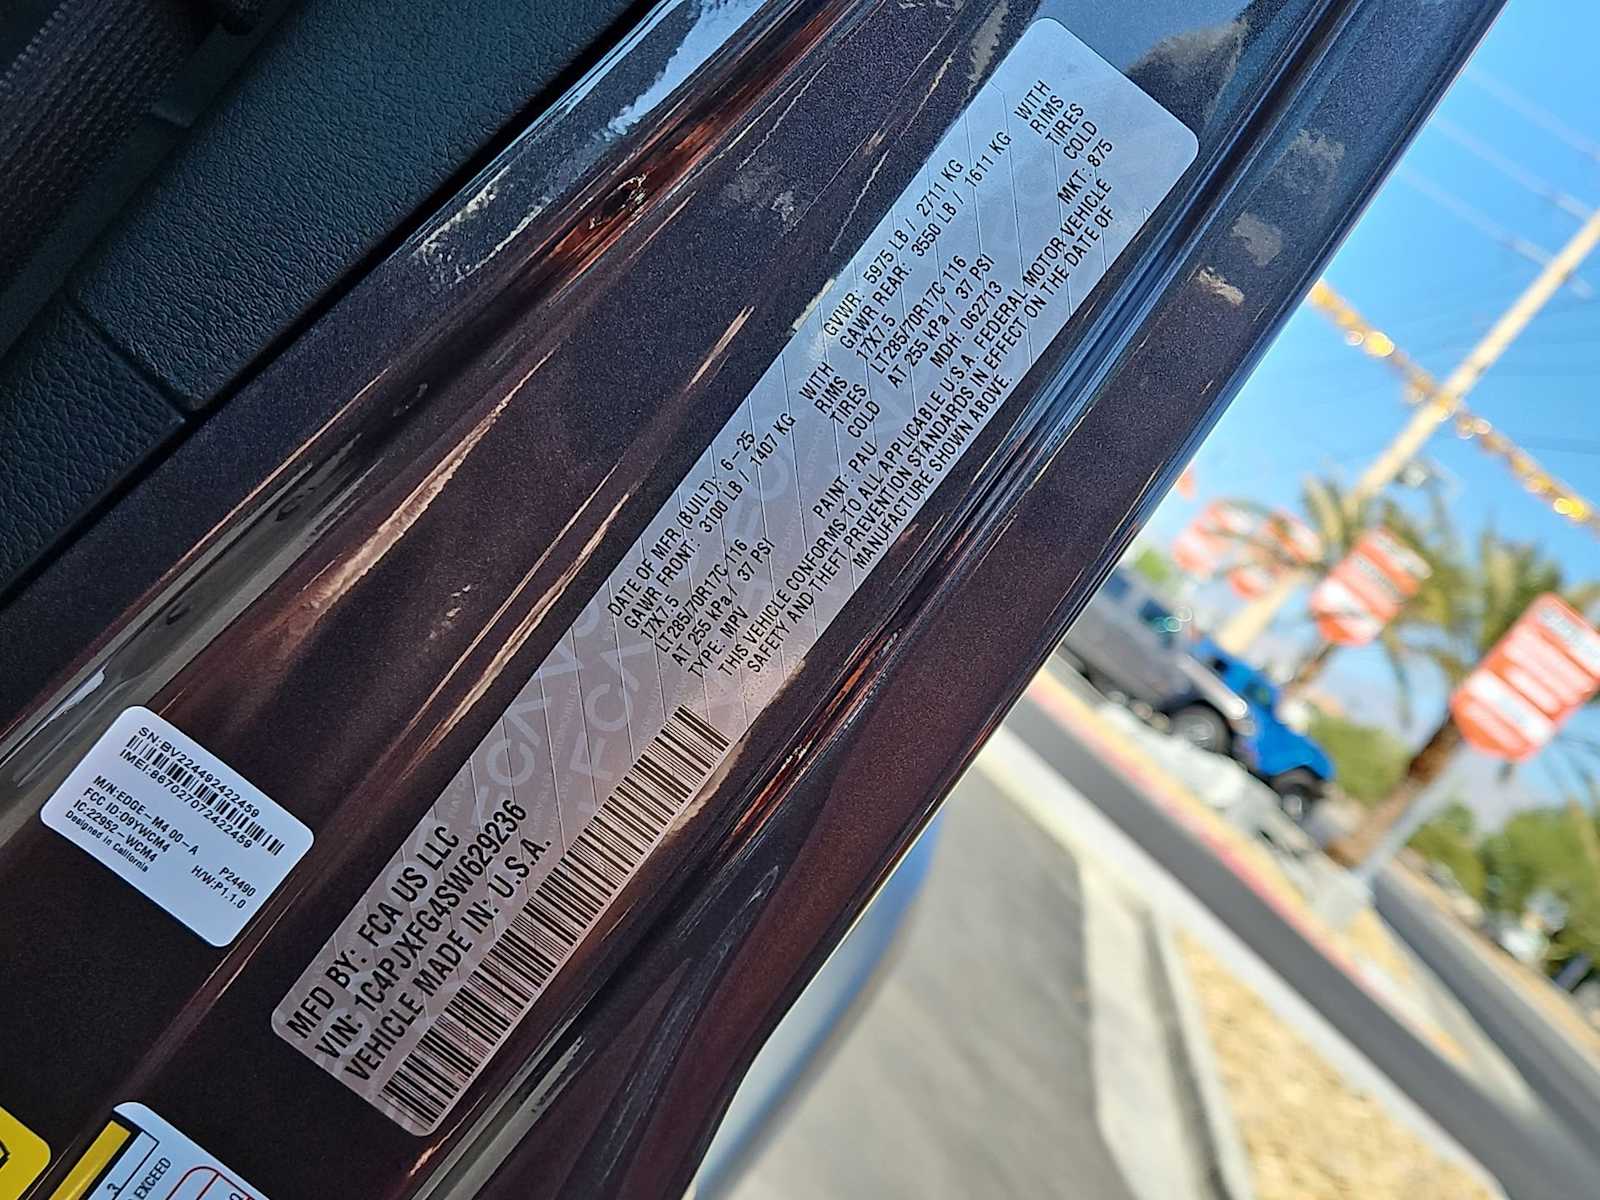 MFD BY: FCA US LLC
VIN: 1C4PJXFG4SW629236
VEHICLE MADE IN: U.S.A.
DATE OF MFR/(BUILT): 6-25
GAWR FRONT: 3100 LB / 1407 KG WITH
17X7.5 RIMS
LT285/70R17C 116 TIRES
AT 255 kPa / 37 PSI COLD
TYPE: MPV PAINT: PAU
GVWR: 5975 LB / 2711 KG
GAWR REAR: 3550 LB / 1611 KG WITH
17X7.5 RIMS
LT285/70R17C 116 TIRES
AT 255 kPa / 37 PSI COLD
MDH: 062713 MKT: 875
THIS VEHICLE CONFORMS TO ALL APPLICABLE U.S.A. FEDERAL MOTOR VEHICLE
SAFETY AND THEFT PREVENTION STANDARDS IN EFFECT ON THE DATE OF
MANUFACTURE SHOWN ABOVE.
SN:BV224492422459
IMEI:867027072422459
M/N:EDGE-M4 00-A
FCC ID:O9YWCM4
IC:22952-WCM4
Designed in California
P24490
H/W:P1.1.0
3
EXCEED